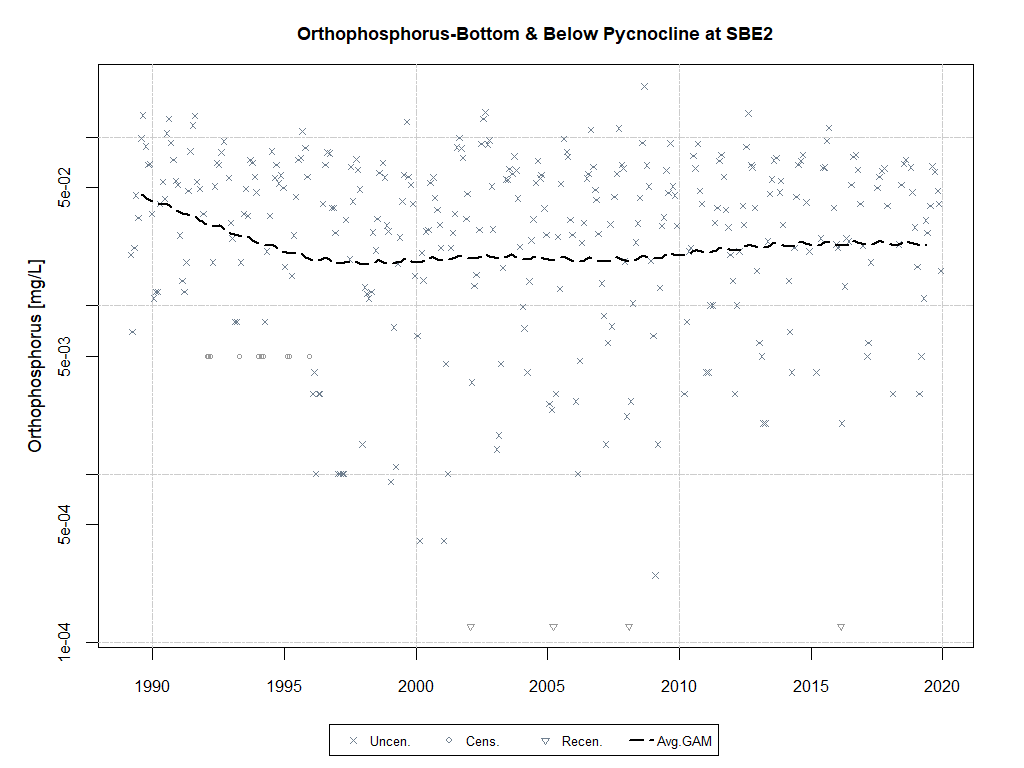 Orthophosphorus-Bottom & Below Pycnocline at SBE2
Orthophosphorus [mg/L]
5e-02
5e-03
5e-04
1e-04
1990 1995 2000 2005 2010 2015 2020
Uncen. Cens. Recen. Avg.GAM